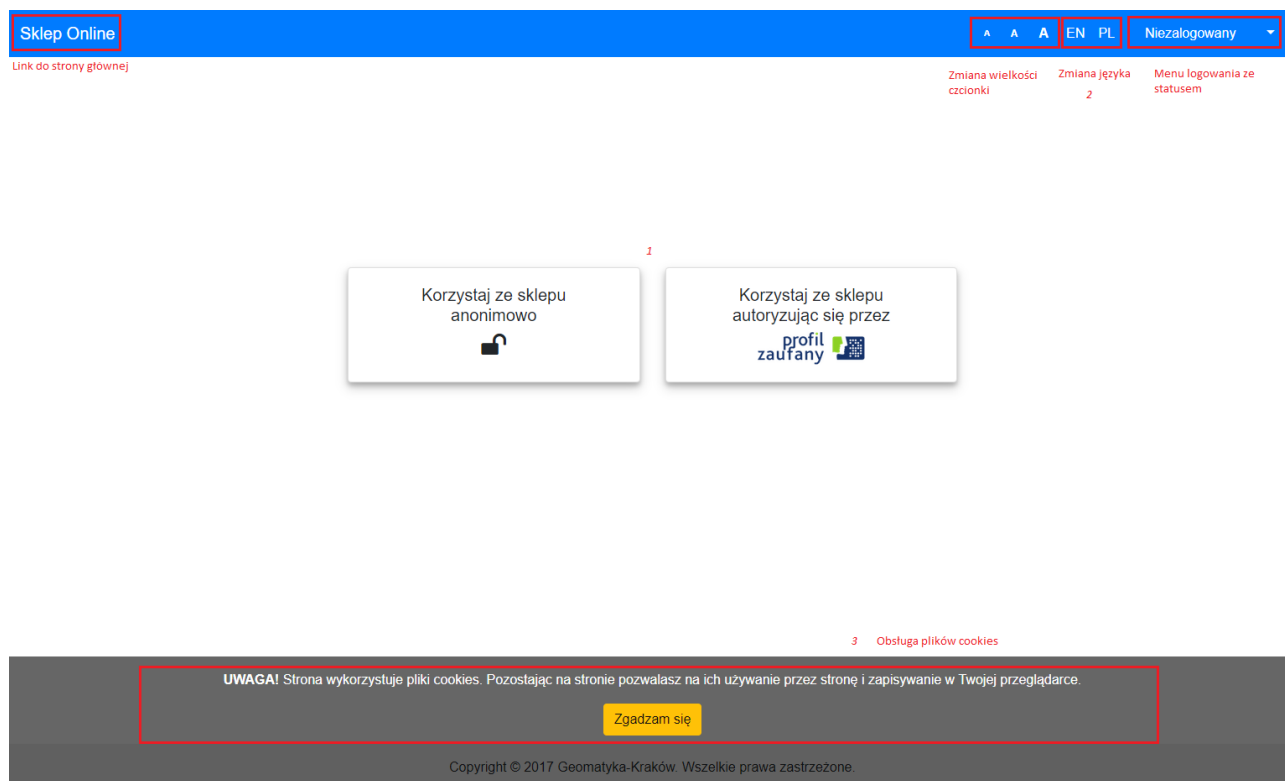 Sklep Online
A A A EN PL Niezalogowany
Link do strony głównej
Zmiana wielkości
czcionki
Zmiana języka
2
Menu logowania ze
statusem
1
Korzystaj ze sklepu
anonimowo
Korzystaj ze sklepu
autoryzując się przez
profil
zaufany
3 Obsługa plików cookies
UWAGA! Strona wykorzystuje pliki cookies. Pozostając na stronie pozwalasz na ich używanie przez stronę i zapisywanie w Twojej przeglądarce.
Zgadzam się
Copyright © 2017 Geomatyka-Kraków. Wszelkie prawa zastrzeżone.